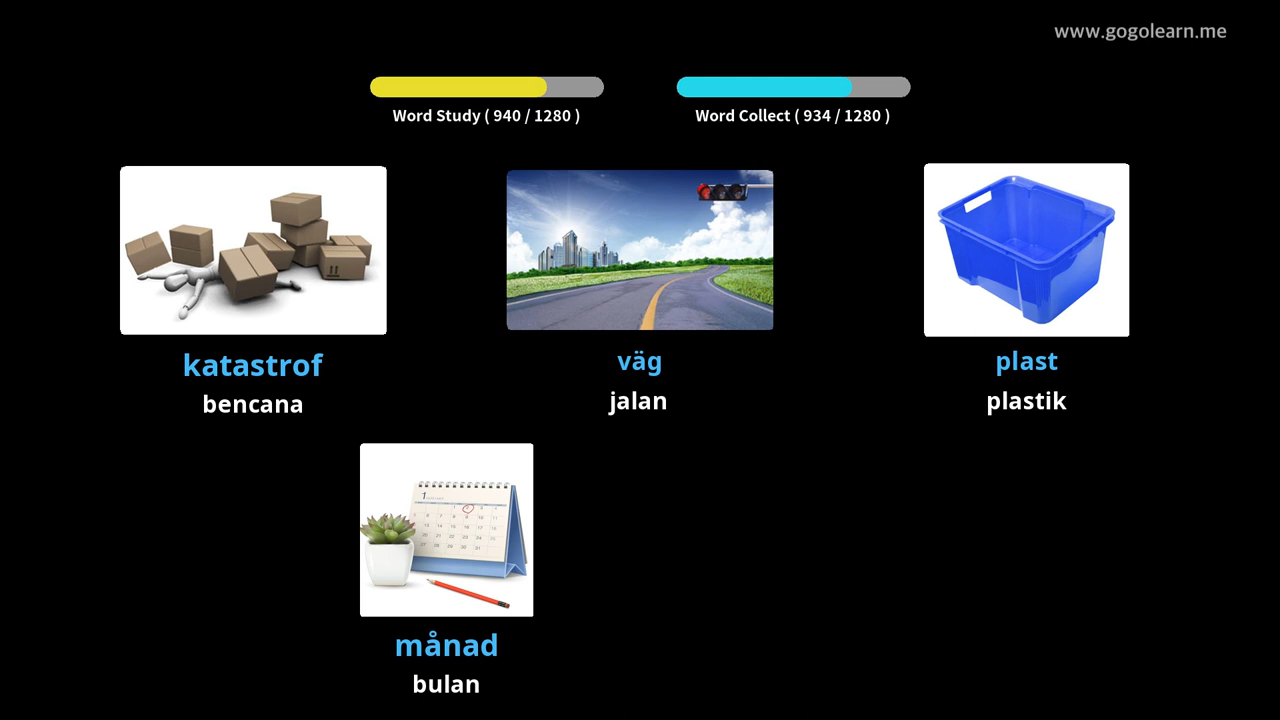 www.gogolearn.me
Word Study ( 940 / 1280 )
Word Collect ( 934 / 1280 )
katastrof
bencana
väg
jalan
plast
plastik
månad
bulan